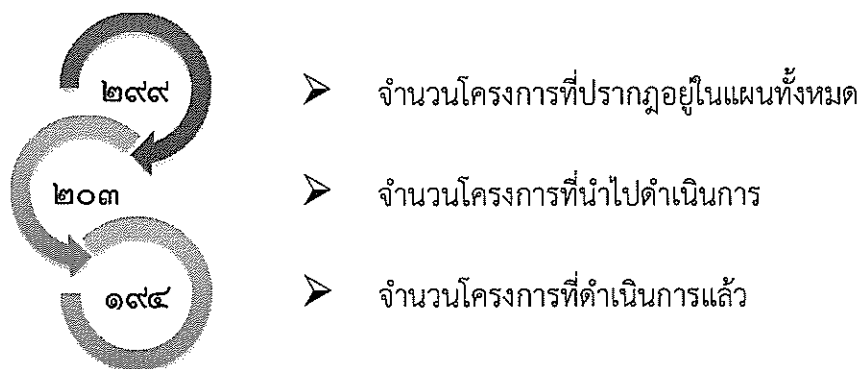 ๒๙๙ ➢ จำนวนโครงการที่ปรากฏอยู่ในแผนทั้งหมด
๒๐๓ ➢ จำนวนโครงการที่นำไปดำเนินการ
๑๙๔ ➢ จำนวนโครงการที่ดำเนินการแล้ว